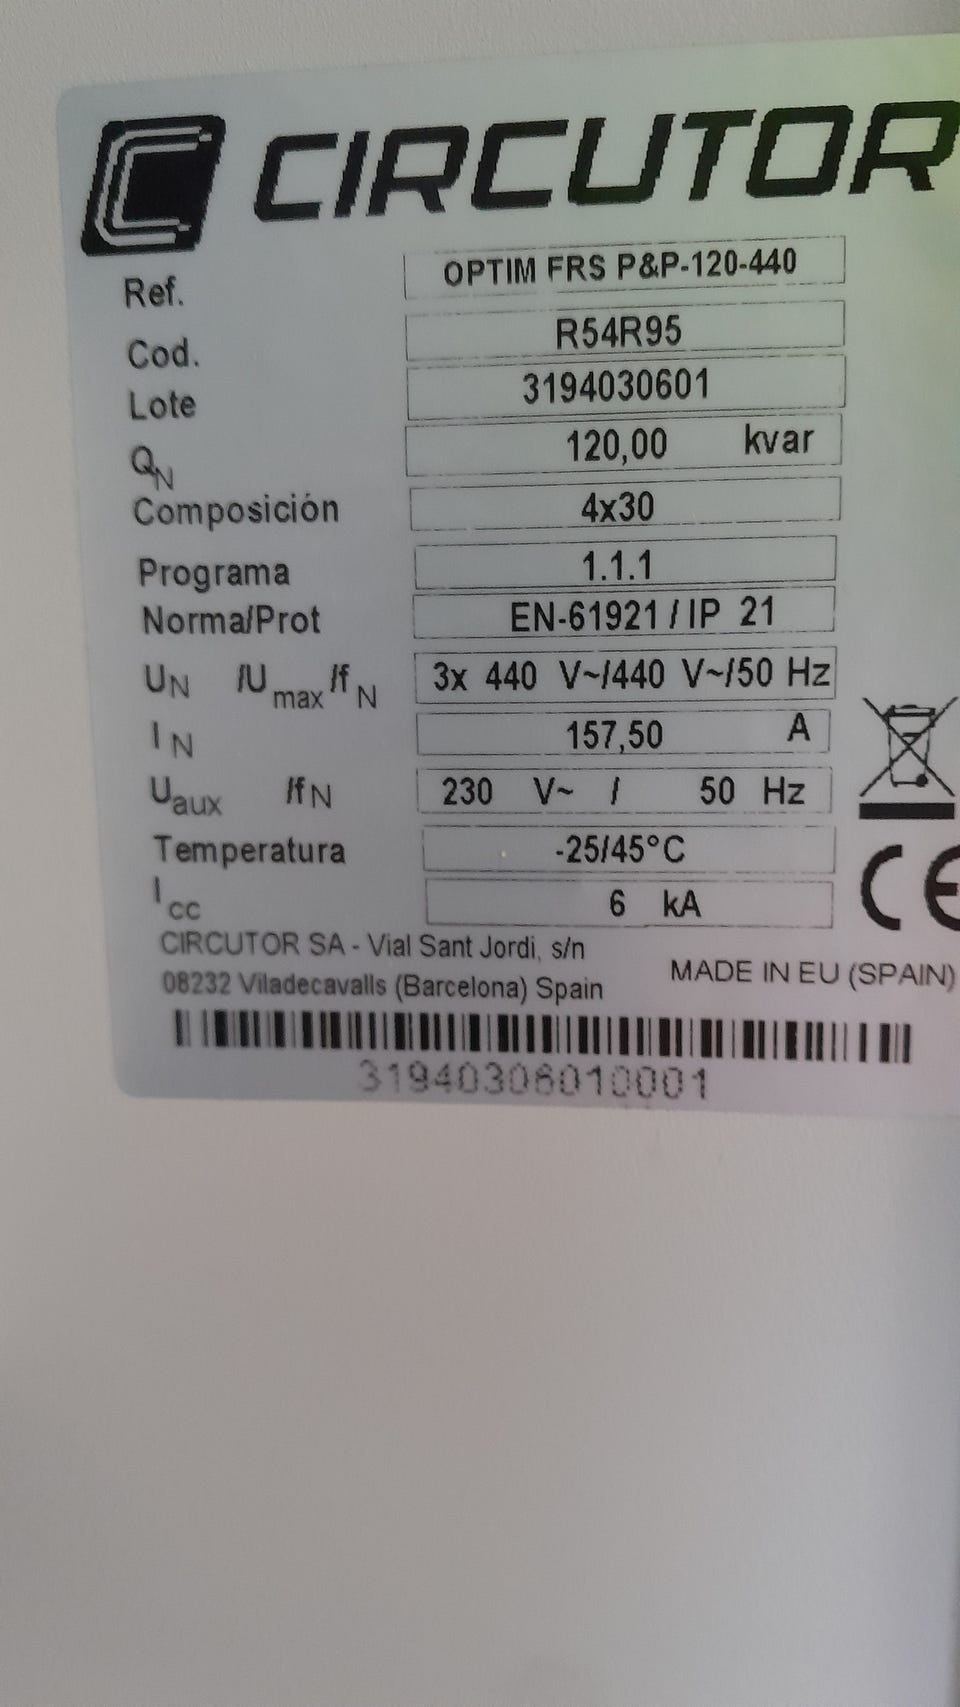 CIRCUTOR
Ref. OPTIM FRS P&P-120-440
Cod. R54R95
Lote 3194030601
QN 120,00 kvar
Composición 4x30
Programa 1.1.1
Norma/Prot EN-61921 / IP 21
UN /Umax/fN 3x 440 V~/440 V~/50 Hz
IN 157,50 A
Uaux /fN 230 V~ / 50 Hz
Temperatura -25/45°C
Icc 6 kA
CIRCUTOR SA - Vial Sant Jordi, s/n
08232 Viladecavalls (Barcelona) Spain
MADE IN EU (SPAIN)
CE
31940306010001